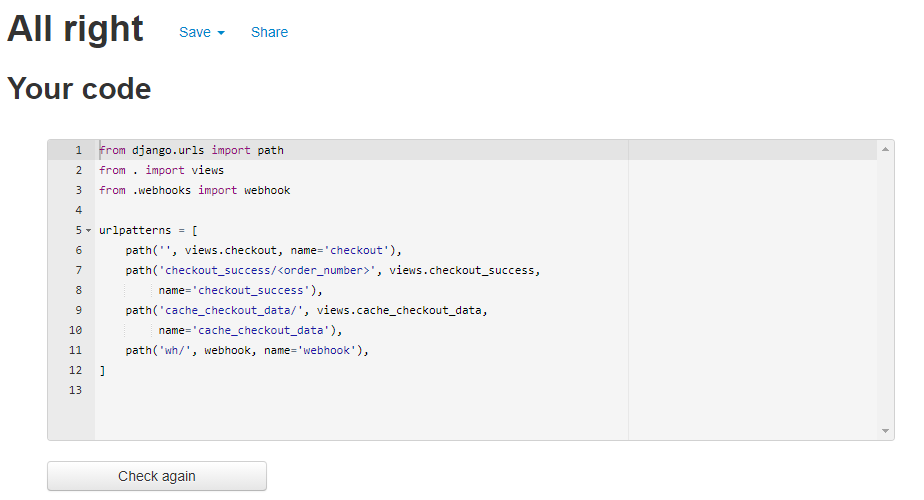 All right Save Share
Your code
1 from django.urls import path
2 from . import views
3 from .webhooks import webhook
4
5 urlpatterns = [
6     path('', views.checkout, name='checkout'),
7     path('checkout_success/<order_number>', views.checkout_success,
8          name='checkout_success'),
9     path('cache_checkout_data/', views.cache_checkout_data,
10          name='cache_checkout_data'),
11     path('wh/', webhook, name='webhook'),
12 ]
13
Check again